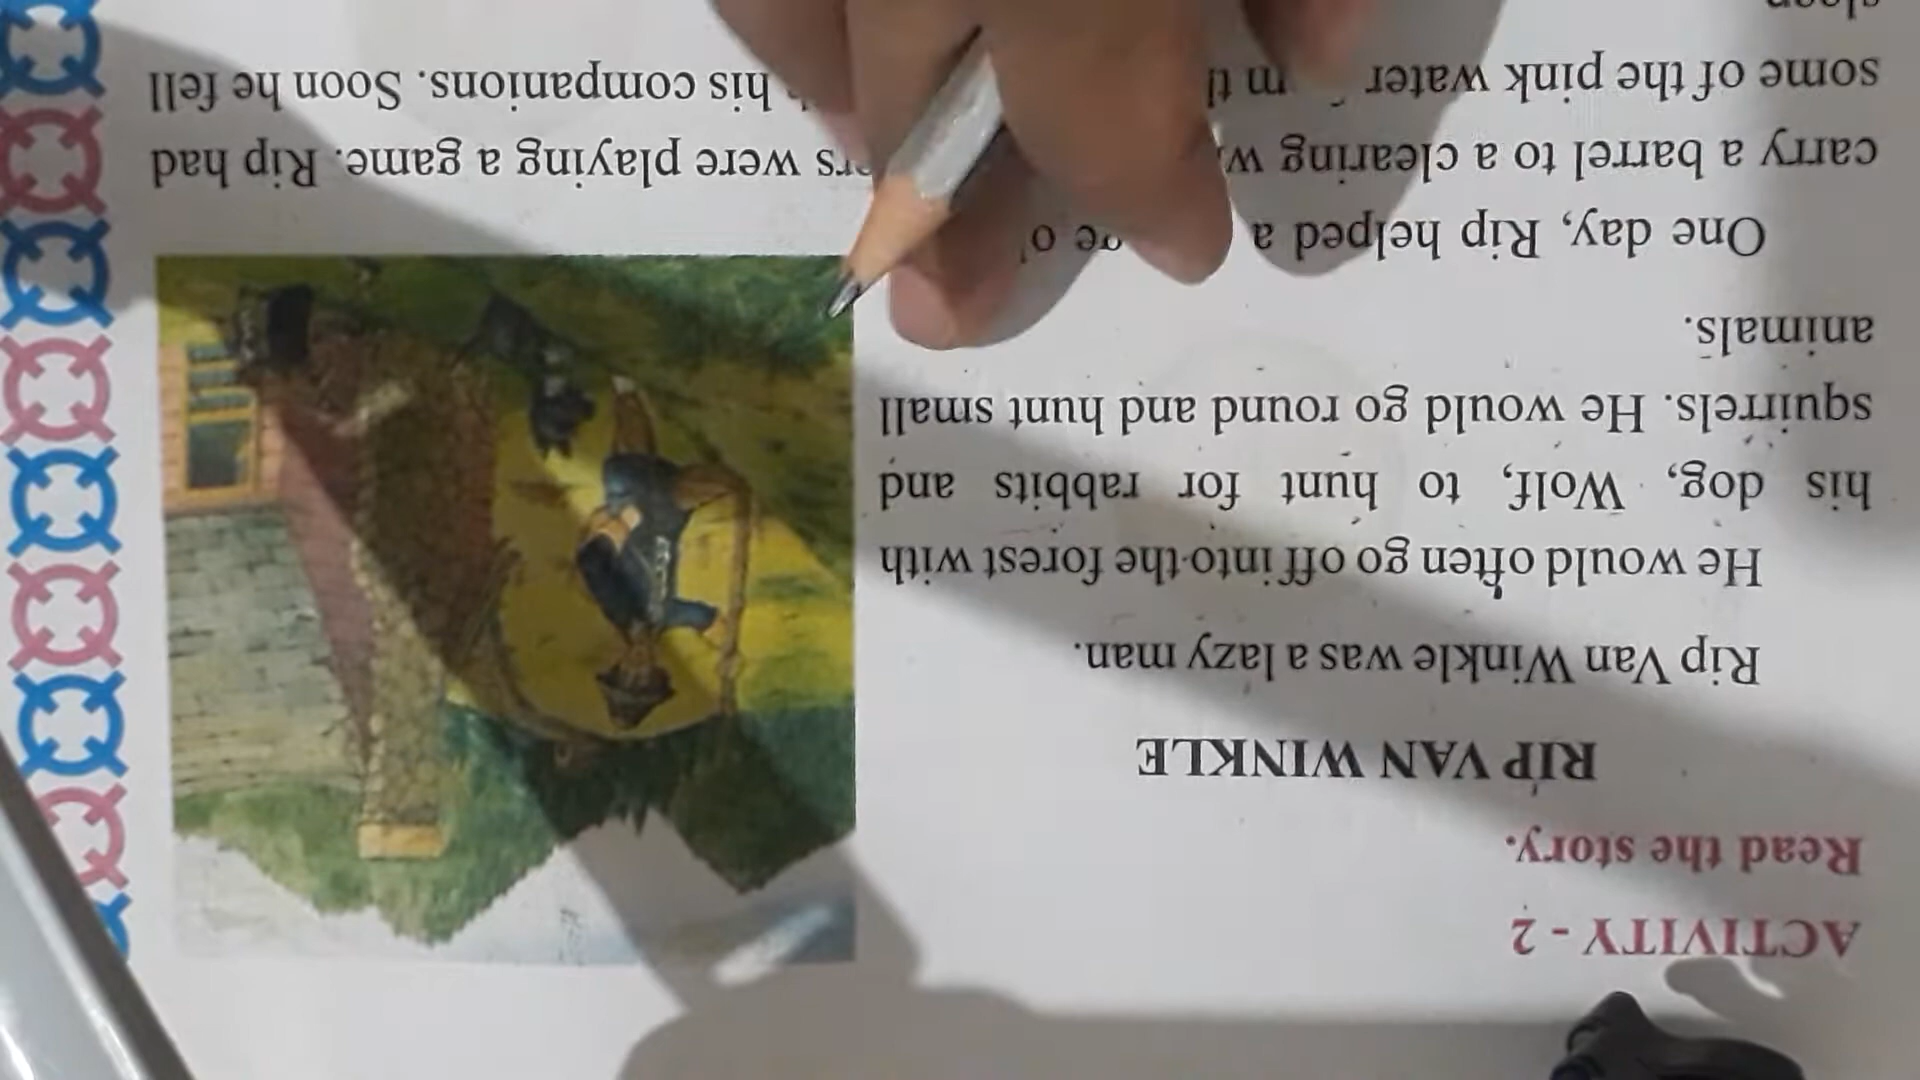 ACTIVITY - 2
Read the story.
RIP VAN WINKLE
Rip Van Winkle was a lazy man.
He would often go off into the forest with
his dog, Wolf, to hunt for rabbits and
squirrels. He would go round and hunt small
animals.
One day, Rip helped a
carry a barrel to a clearing were playing a game. Rip had
some of the pink water his companions. Soon he fell